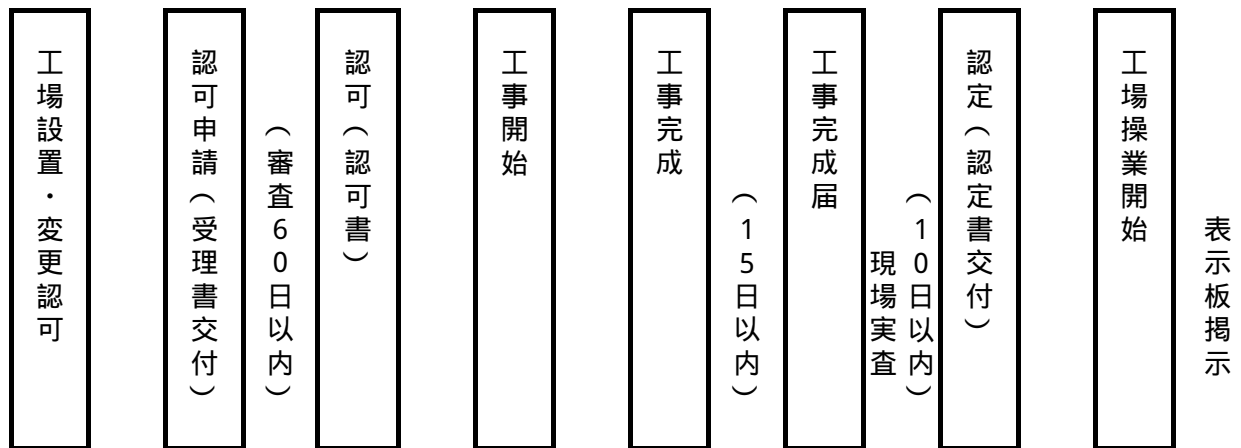 工場設置・変更認可
認可申請（受理書交付）
（審査60日以内）
認可（認可書）
工事開始
工事完成
（15日以内）
工事完成届
現場実査
（10日以内）
認定（認定書交付）
工場操業開始
表示板掲示